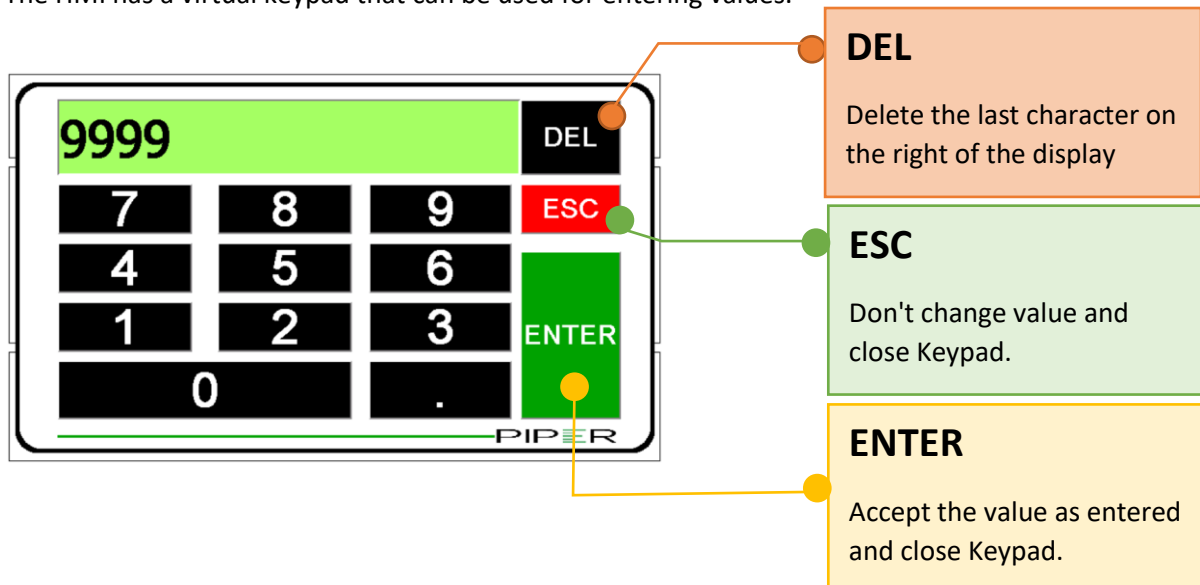 The HMI has a virtual keypad that can be used for entering values.
9999
DEL
7 8 9 ESC
4 5 6
1 2 3 ENTER
0 .
PIPER
DEL
Delete the last character on
the right of the display
ESC
Don't change value and
close Keypad.
ENTER
Accept the value as entered
and close Keypad.